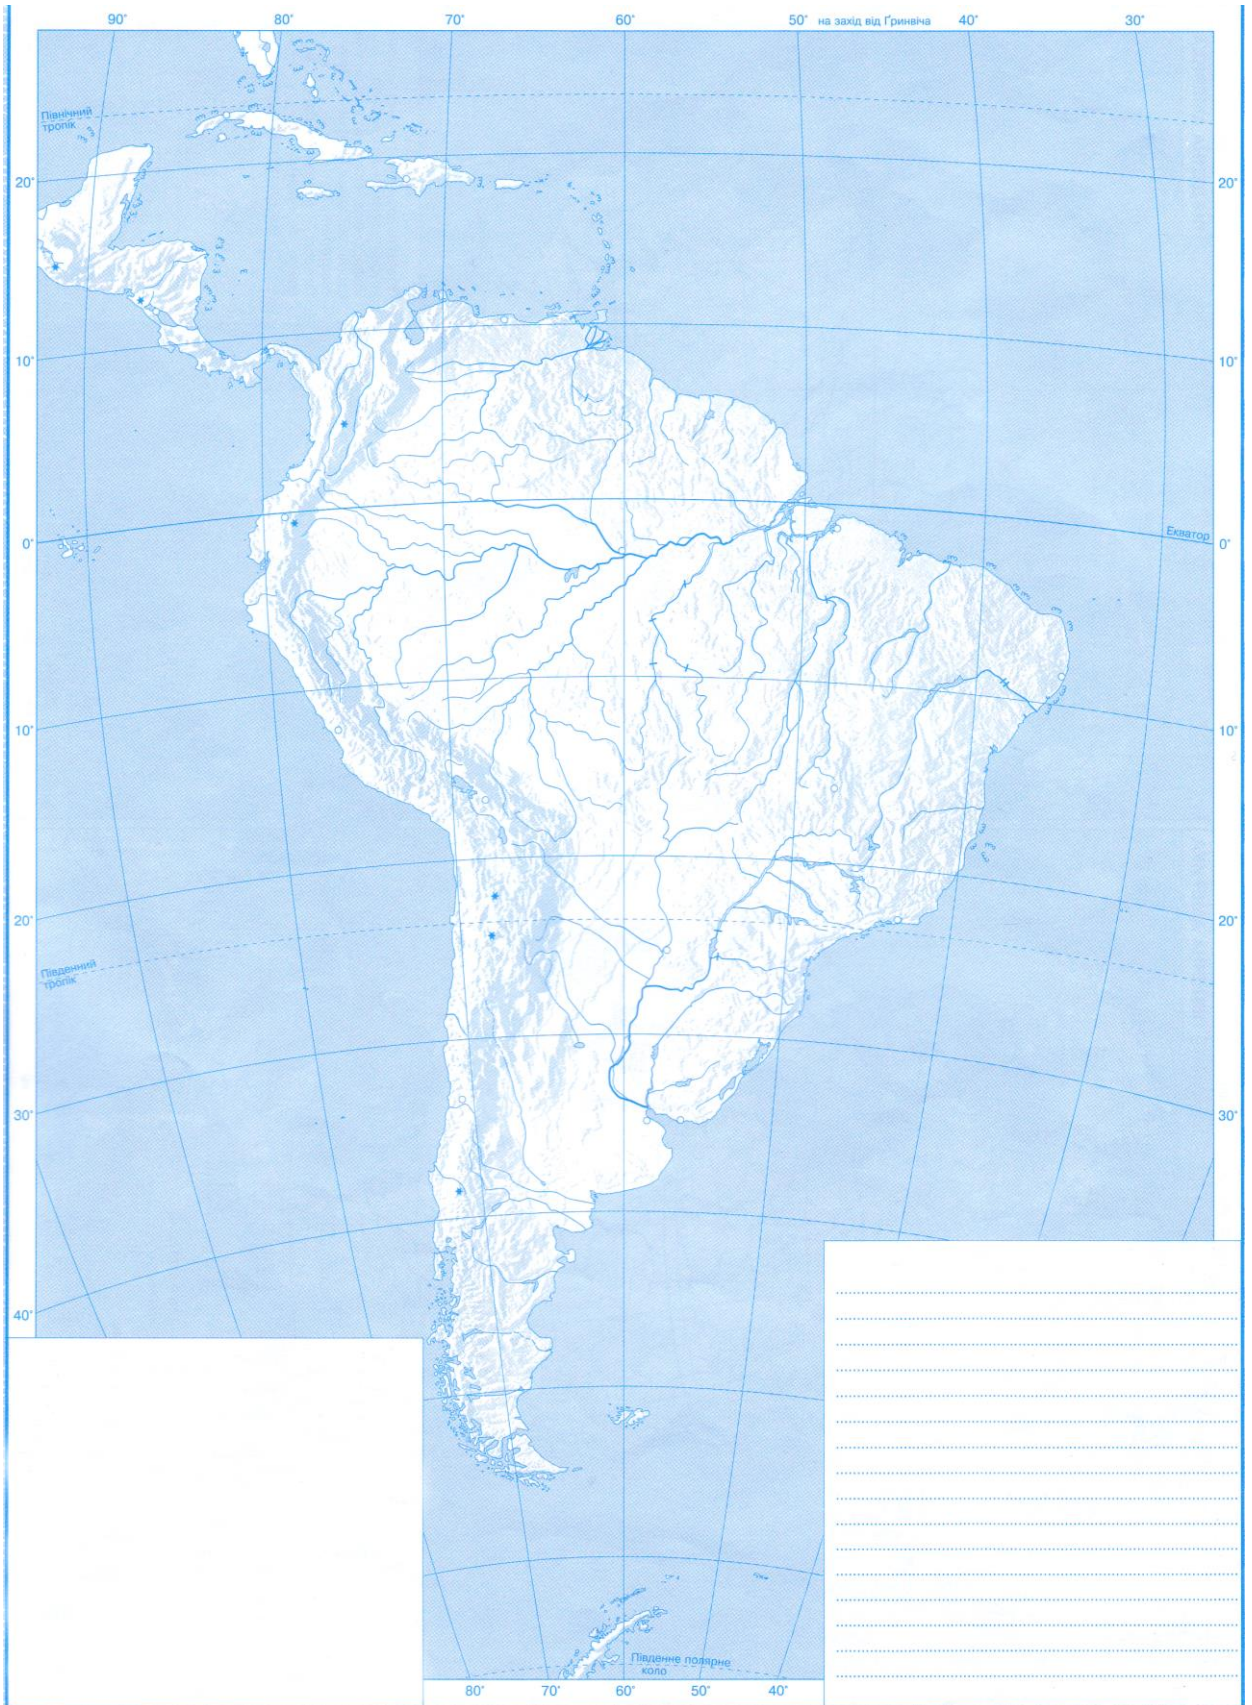 90° 80° 70° 60° 50° на захід від Ґринвіча 40° 30°
Північний
тропік
20° 20°
10° 10°
Екватор
0° 0°
10° 10°
20° 20°
Південний
тропік
30° 30°
40°
Південне полярне
коло
80° 70° 60° 50° 40°